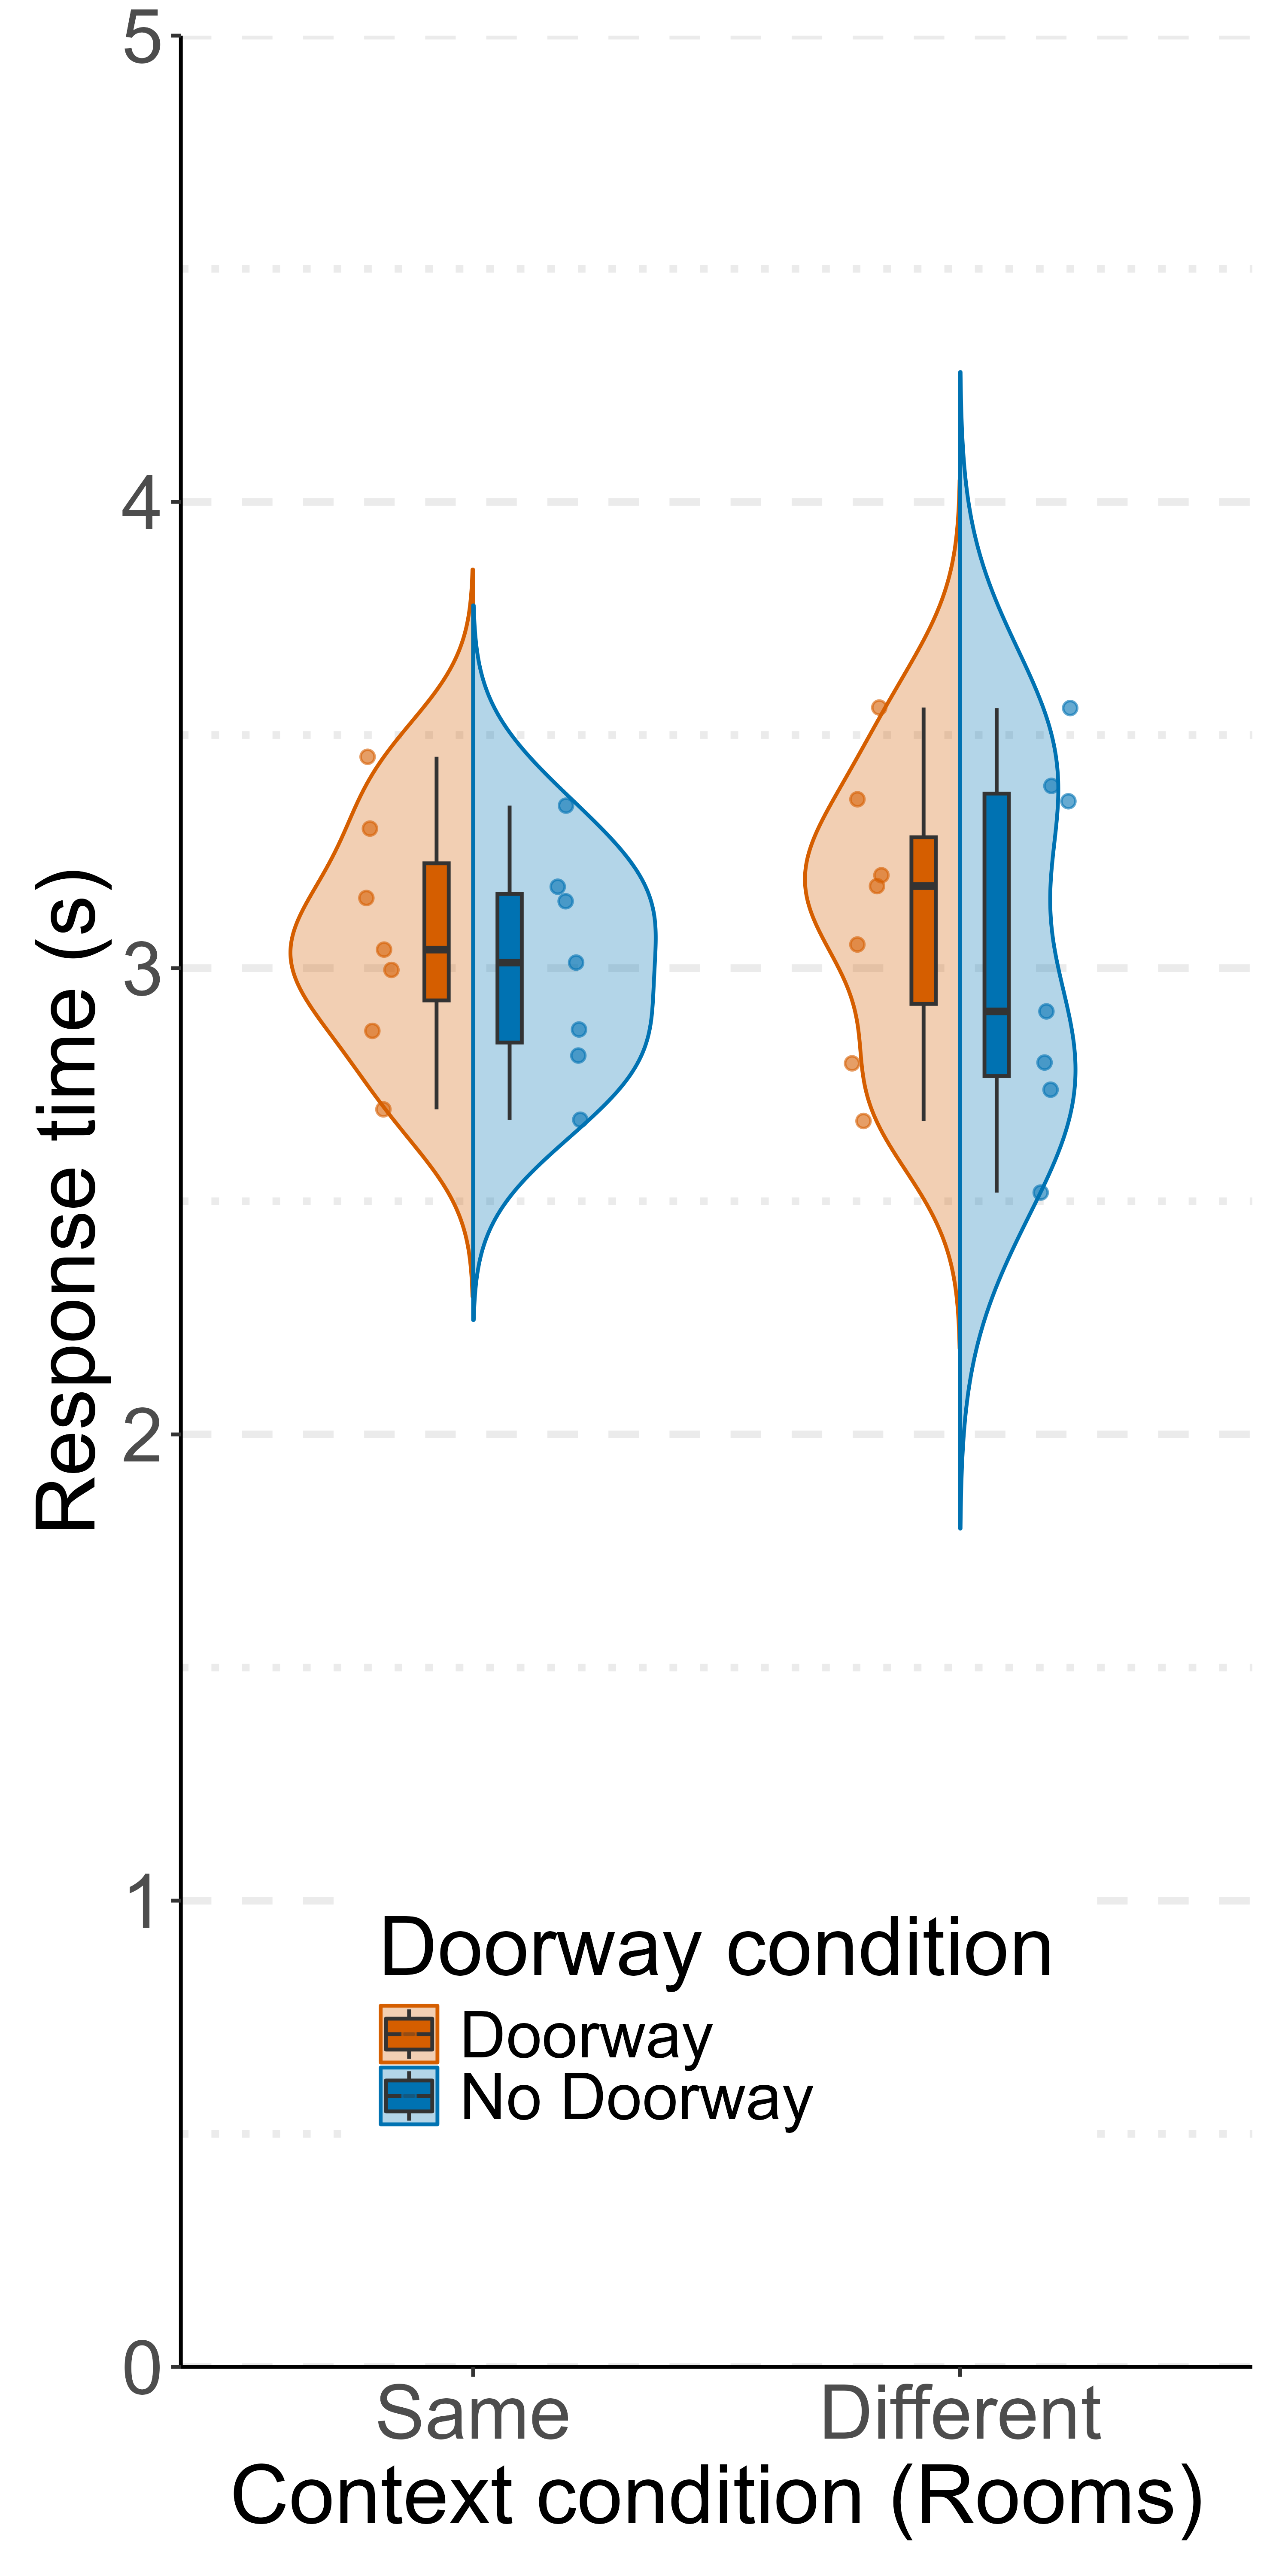 5
4
3
2
1
0
Response time (s)
Doorway condition
Doorway
No Doorway
Same Different
Context condition (Rooms)